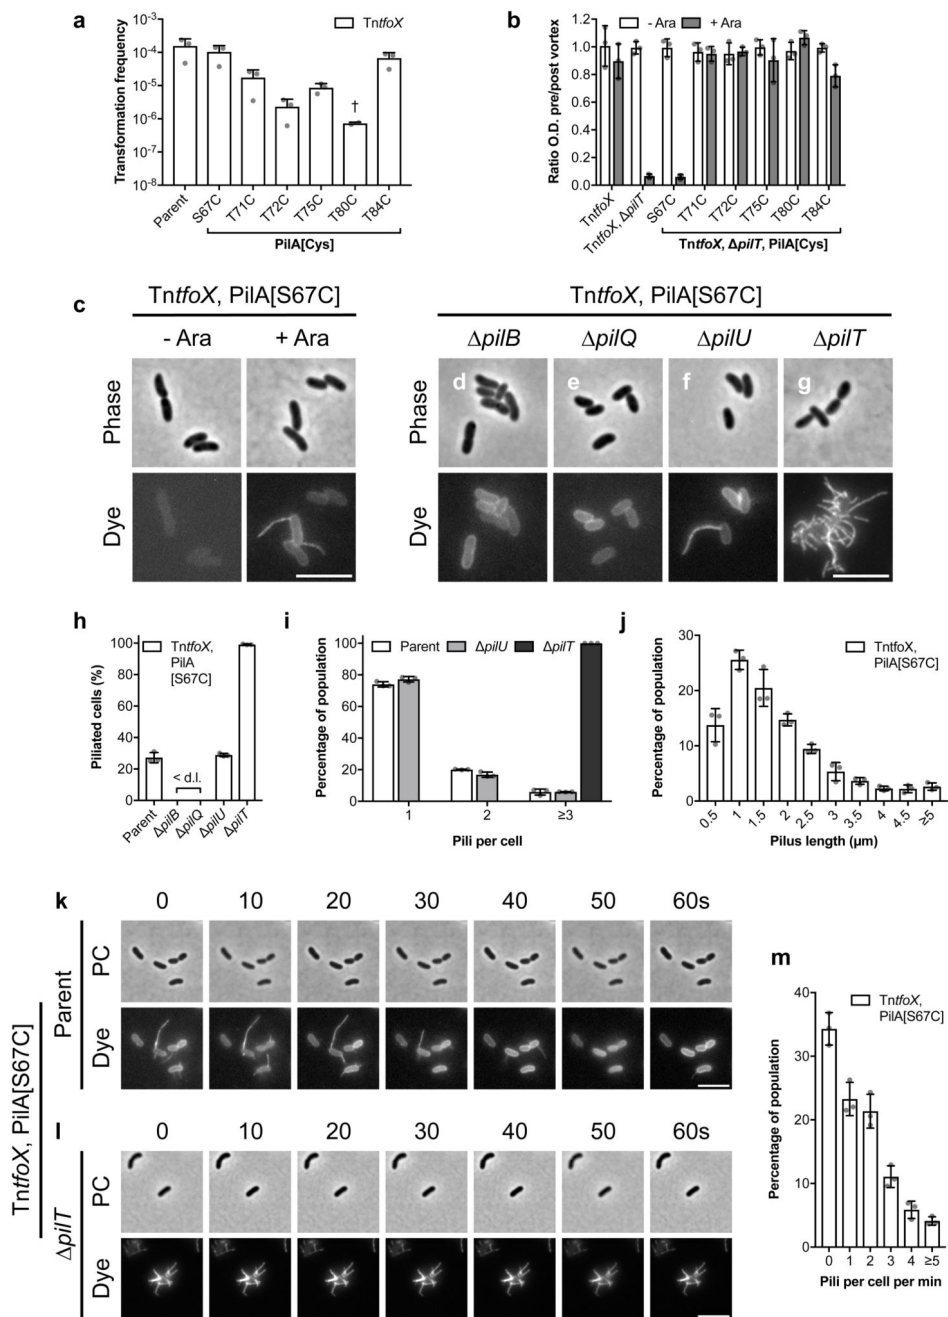 a
Transformation frequency
10-3
10-4
10-5
10-6
10-7
10-8
TntfoX
†
Parent
S67C
T71C
T72C
T75C
T80C
T84C
PilA[Cys]
b
- Ara + Ara
Ratio O.D. pre/post vortex
1.2
1.0
0.8
0.6
0.4
0.2
0.0
TntfoX
TntfoX, ΔpilT
S67C
T71C
T72C
T75C
T80C
T84C
TntfoX, ΔpilT, PilA[Cys]
c
TntfoX, PilA[S67C]
- Ara + Ara
TntfoX, PilA[S67C]
ΔpilB ΔpilQ ΔpilU ΔpilT
Phase
d e f g
Phase
Dye
Dye
h
Piliated cells (%)
100
80
60
40
20
0
TntfoX,
PilA
[S67C]
< d.l.
Parent
ΔpilB
ΔpilQ
ΔpilU
ΔpilT
i
Percentage of population
100
80
60
40
20
0
Parent ΔpilU ΔpilT
1 2 ≥3
Pili per cell
j
Percentage of population
30
20
10
0
TntfoX,
PilA[S67C]
0.5 1 1.5 2 2.5 3 3.5 4 4.5 ≥5
Pilus length (μm)
TntfoX, PilA[S67C]
k
0 10 20 30 40 50 60s
Parent
PC
Dye
l
0 10 20 30 40 50 60s
ΔpilT
PC
Dye
m
Percentage of population
40
30
20
10
0
TntfoX,
PilA[S67C]
0 1 2 3 4 ≥5
Pili per cell per min